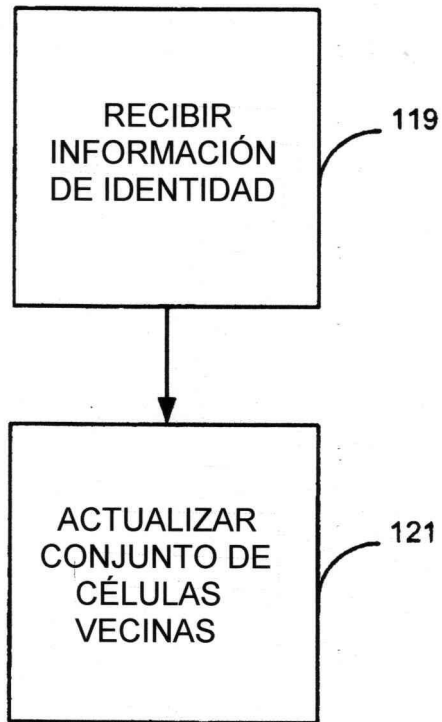 RECIBIR
INFORMACIÓN
DE IDENTIDAD
119
ACTUALIZAR
CONJUNTO DE
CÉLULAS
VECINAS
121